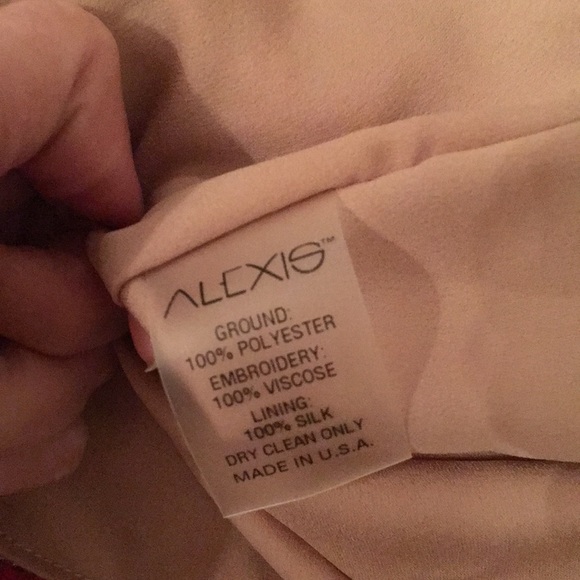 ALEXIS™
GROUND:
100% POLYESTER
EMBROIDERY:
100% VISCOSE
LINING:
100% SILK
DRY CLEAN ONLY
MADE IN U.S.A.